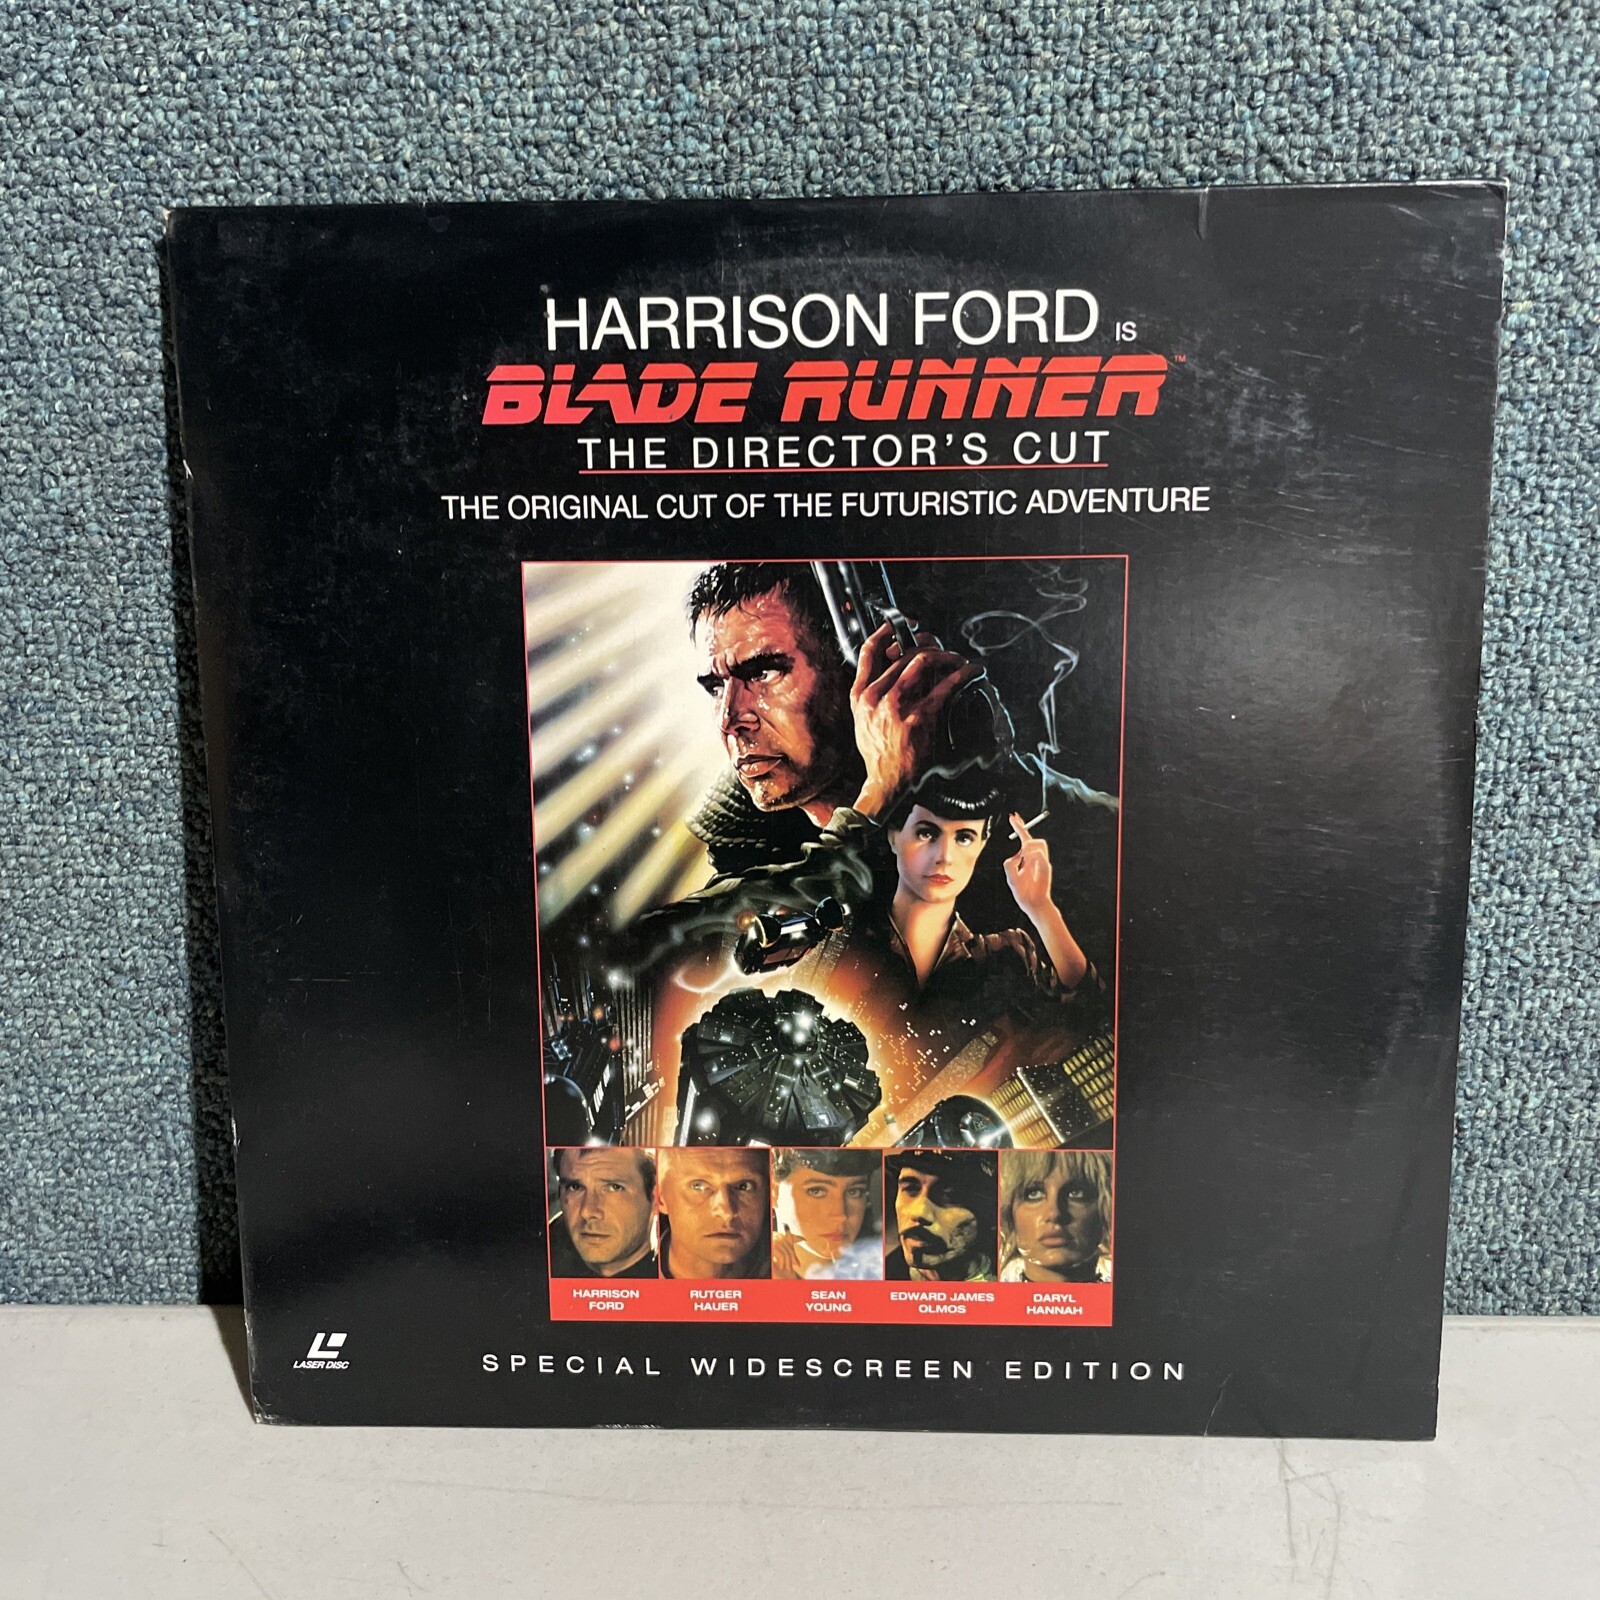 HARRISON FORD IS
BLADE RUNNER™
THE DIRECTOR'S CUT
THE ORIGINAL CUT OF THE FUTURISTIC ADVENTURE
HARRISON
FORD
RUTGER
HAUER
SEAN
YOUNG
EDWARD JAMES
OLMOS
DARYL
HANNAH
LASER DISC
SPECIAL WIDESCREEN EDITION